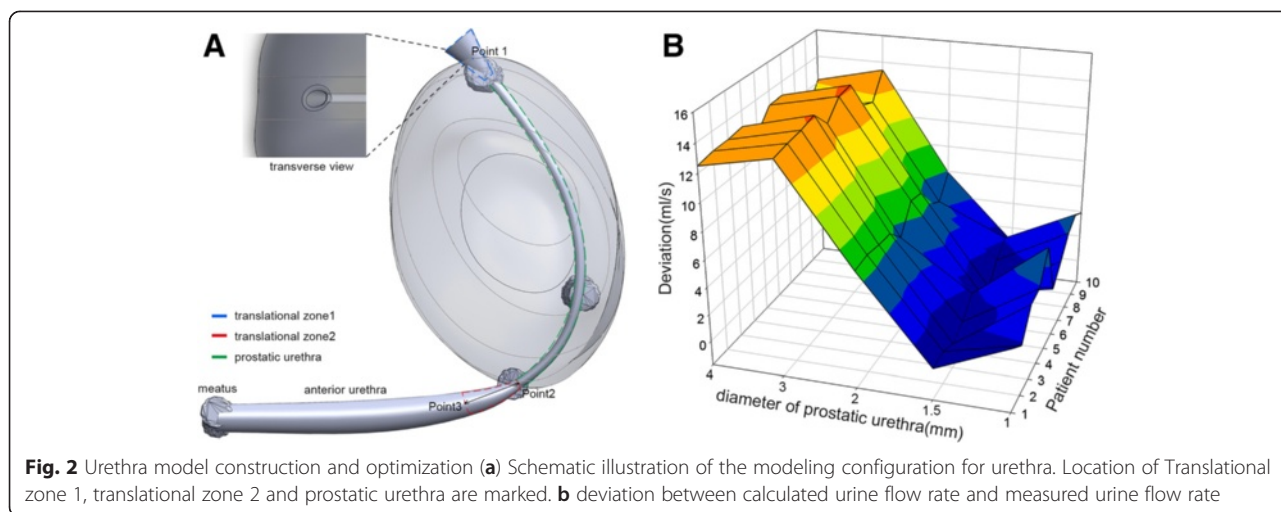 A
Point 1
transverse view
translational zone1
translational zone2
prostatic urethra
meatus
anterior urethra
Point3
Point2
B
Deviation(ml/s)
16
14
12
10
8
6
4
2
0
4
3
2
1.5
1
diameter of prostatic urethra(mm)
10
9
8
7
6
5
4
3
2
1
Patient number
Fig. 2 Urethra model construction and optimization (a) Schematic illustration of the modeling configuration for urethra. Location of Translational
zone 1, translational zone 2 and prostatic urethra are marked. b deviation between calculated urine flow rate and measured urine flow rate